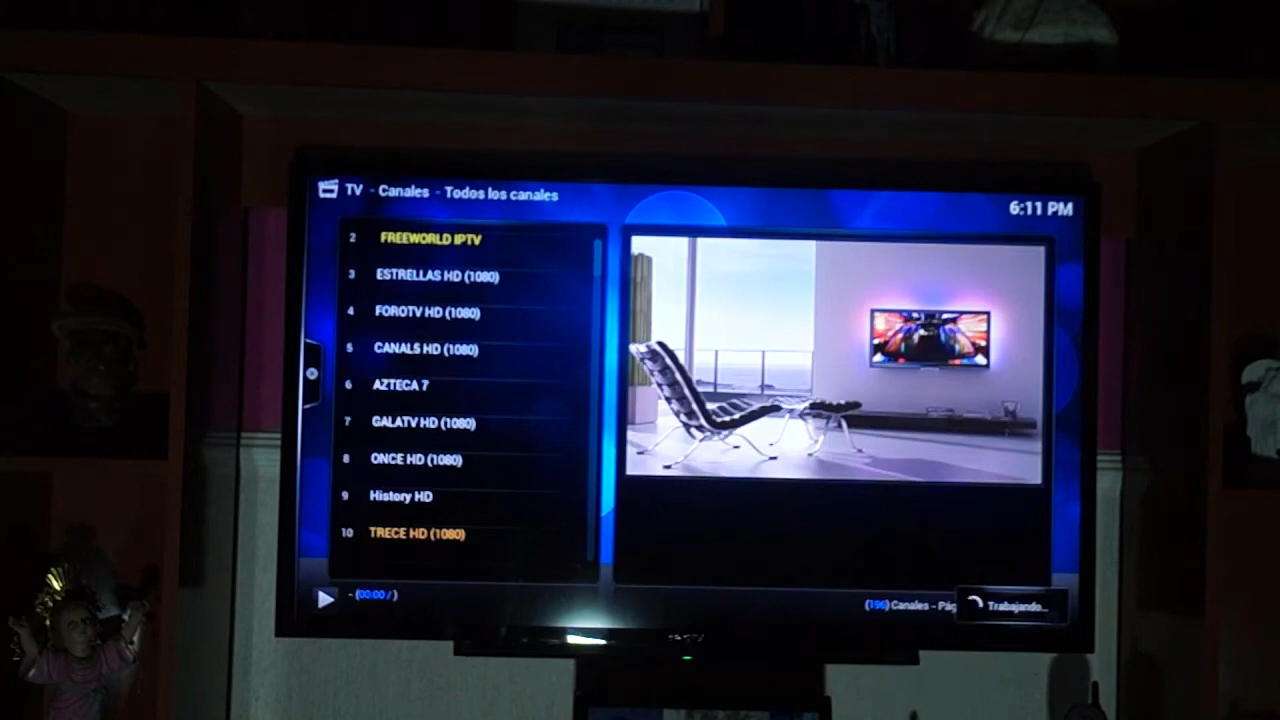 TV - Canales - Todos los canales
6:11 PM
2 FREEWORLD IPTV
3 ESTRELLAS HD (1080)
4 FOROTV HD (1080)
5 CANAL5 HD (1080)
6 AZTECA 7
7 GALATV HD (1080)
8 ONCE HD (1080)
9 History HD
10 TRECE HD (1080)
- (00:00 / )
(196) Canales - Pág
Trabajando...